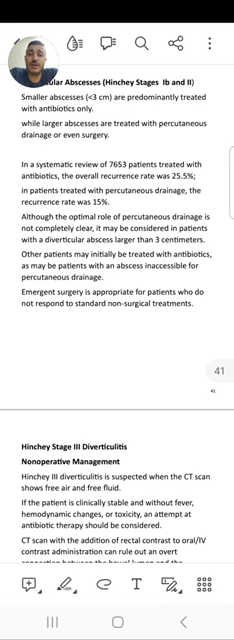 cular Abscesses (Hinchey Stages Ib and II)
Smaller abscesses (<3 cm) are predominantly treated
with antibiotics only.
while larger abscesses are treated with percutaneous
drainage or even surgery.
In a systematic review of 7653 patients treated with
antibiotics, the overall recurrence rate was 25.5%;
in patients treated with percutaneous drainage, the
recurrence rate was 15%.
Although the optimal role of percutaneous drainage is
not completely clear, it may be considered in patients
with a diverticular abscess larger than 3 centimeters.
Other patients may initially be treated with antibiotics,
as may be patients with an abscess inaccessible for
percutaneous drainage.
Emergent surgery is appropriate for patients who do
not respond to standard non-surgical treatments.
41
41
Hinchey Stage III Diverticulitis
Nonoperative Management
Hinchey III diverticulitis is suspected when the CT scan
shows free air and free fluid.
If the patient is clinically stable and without fever,
hemodynamic changes, or toxicity, an attempt at
antibiotic therapy should be considered.
CT scan with the addition of rectal contrast to oral/IV
contrast administration can rule out an overt
connection between the bowel lumen and the